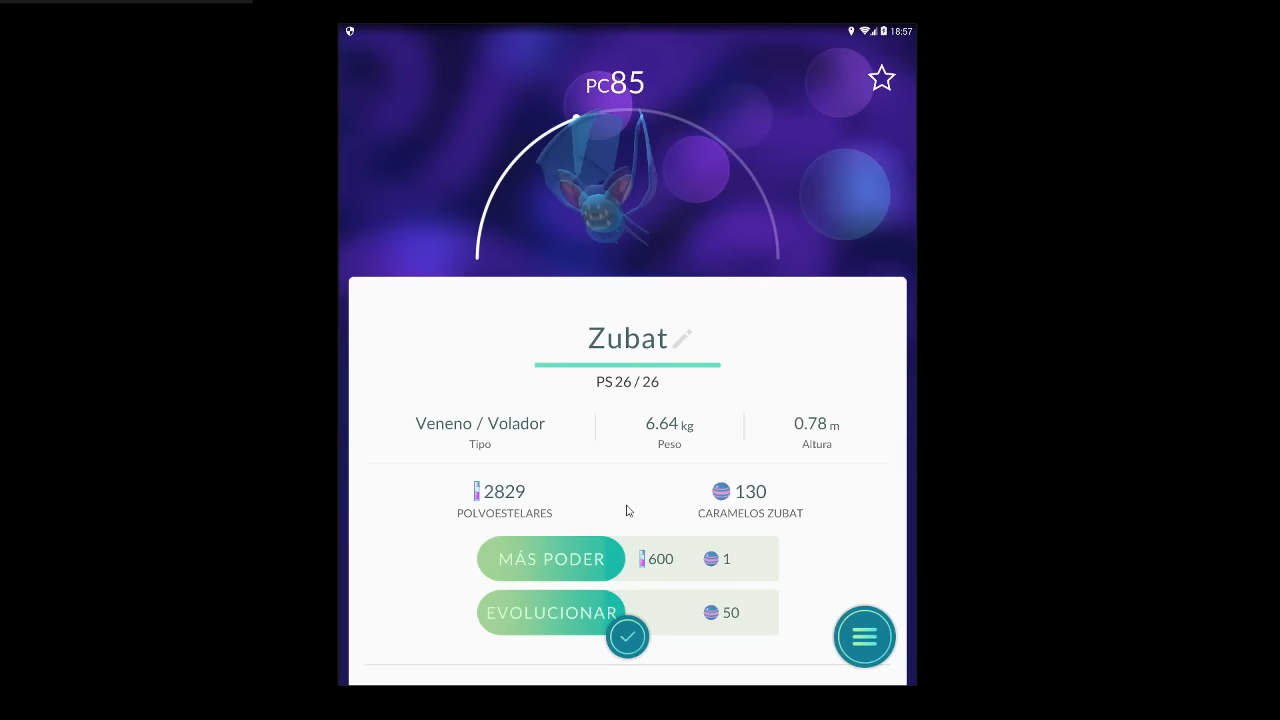 18:57
PC85
Zubat
PS 26 / 26
Veneno / Volador 6.64 kg 0.78 m
Tipo Peso Altura
2829 130
POLVOESTELARES CARAMELOS ZUBAT
MÁS PODER 600 1
EVOLUCIONAR 50